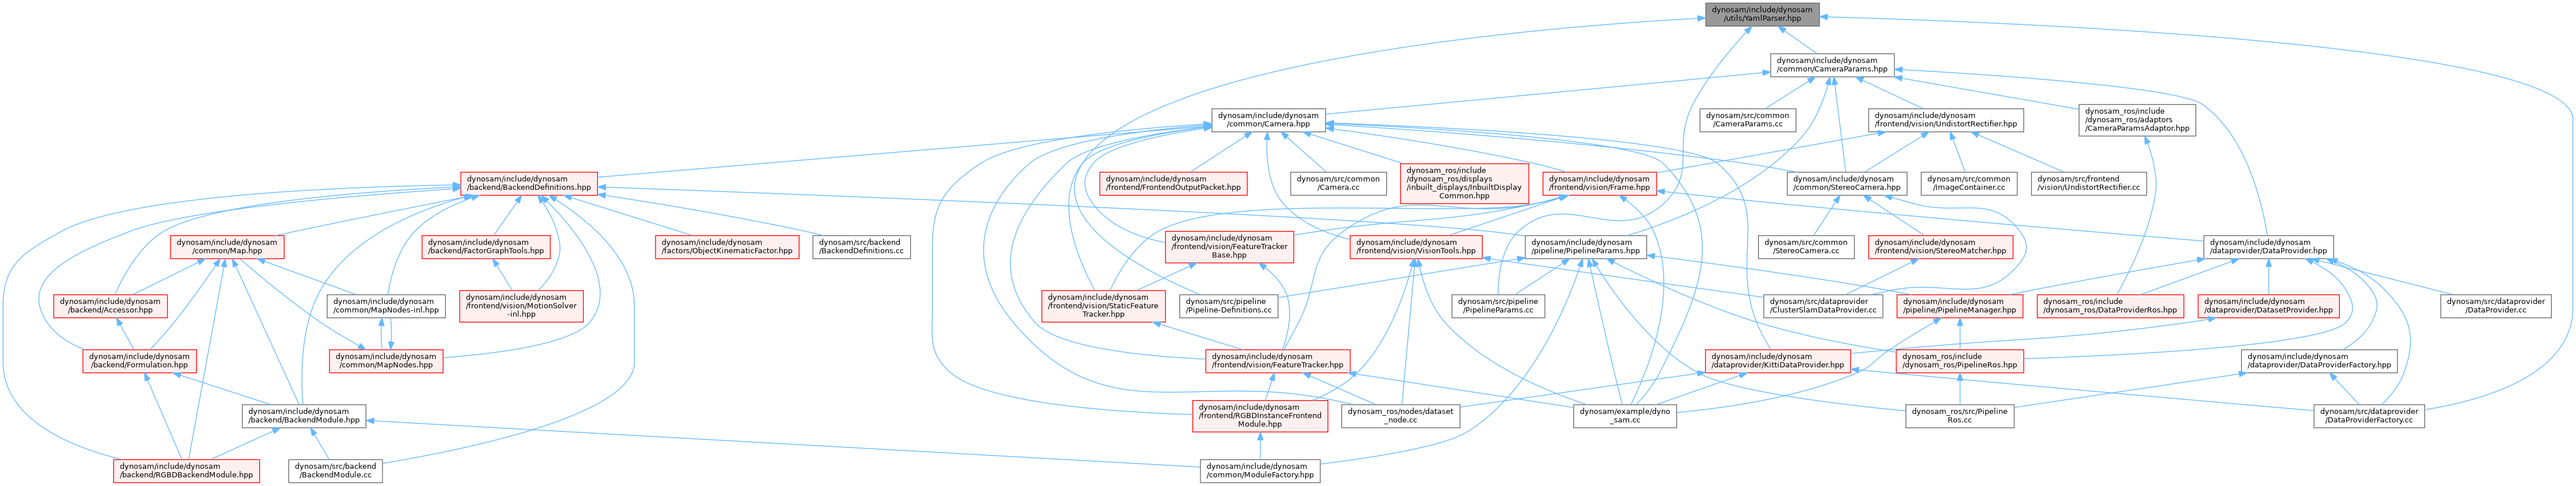 dynosam/include/dynosam
/utils/YamlParser.hpp
dynosam/include/dynosam
/common/CameraParams.hpp
dynosam/include/dynosam
/common/Camera.hpp
dynosam/src/common
/CameraParams.cc
dynosam/include/dynosam
/frontend/vision/UndistortRectifier.hpp
dynosam_ros/include
/dynosam_ros/adaptors
/CameraParamsAdaptor.hpp
dynosam/include/dynosam
/backend/BackendDefinitions.hpp
dynosam/include/dynosam
/frontend/FrontendOutputPacket.hpp
dynosam/src/common
/Camera.cc
dynosam_ros/include
/dynosam_ros/displays
/inbuilt_displays/InbuiltDisplay
Common.hpp
dynosam/include/dynosam
/frontend/vision/Frame.hpp
dynosam/include/dynosam
/common/StereoCamera.hpp
dynosam/src/common
/ImageContainer.cc
dynosam/src/frontend
/vision/UndistortRectifier.cc
dynosam/include/dynosam
/common/Map.hpp
dynosam/include/dynosam
/backend/FactorGraphTools.hpp
dynosam/include/dynosam
/factors/ObjectKinematicFactor.hpp
dynosam/src/backend
/BackendDefinitions.cc
dynosam/include/dynosam
/frontend/vision/FeatureTracker
Base.hpp
dynosam/include/dynosam
/frontend/vision/VisionTools.hpp
dynosam/include/dynosam
/pipeline/PipelineParams.hpp
dynosam/src/common
/StereoCamera.cc
dynosam/include/dynosam
/frontend/vision/StereoMatcher.hpp
dynosam/include/dynosam
/dataprovider/DataProvider.hpp
dynosam/include/dynosam
/backend/Accessor.hpp
dynosam/include/dynosam
/common/MapNodes-inl.hpp
dynosam/include/dynosam
/frontend/vision/MotionSolver
-inl.hpp
dynosam/include/dynosam
/frontend/vision/StaticFeature
Tracker.hpp
dynosam/src/pipeline
/Pipeline-Definitions.cc
dynosam/src/pipeline
/PipelineParams.cc
dynosam/src/dataprovider
/ClusterSlamDataProvider.cc
dynosam/include/dynosam
/pipeline/PipelineManager.hpp
dynosam_ros/include
/dynosam_ros/DataProviderRos.hpp
dynosam/include/dynosam
/dataprovider/DatasetProvider.hpp
dynosam/src/dataprovider
/DataProvider.cc
dynosam/include/dynosam
/backend/Formulation.hpp
dynosam/include/dynosam
/common/MapNodes.hpp
dynosam/include/dynosam
/frontend/vision/FeatureTracker.hpp
dynosam/include/dynosam
/dataprovider/KittiDataProvider.hpp
dynosam_ros/include
/dynosam_ros/PipelineRos.hpp
dynosam/include/dynosam
/dataprovider/DataProviderFactory.hpp
dynosam/include/dynosam
/backend/BackendModule.hpp
dynosam/include/dynosam
/frontend/RGBDInstanceFrontend
Module.hpp
dynosam_ros/nodes/dataset
_node.cc
dynosam/example/dyno
_sam.cc
dynosam_ros/src/Pipeline
Ros.cc
dynosam/src/dataprovider
/DataProviderFactory.cc
dynosam/include/dynosam
/backend/RGBDBackendModule.hpp
dynosam/src/backend
/BackendModule.cc
dynosam/include/dynosam
/common/ModuleFactory.hpp